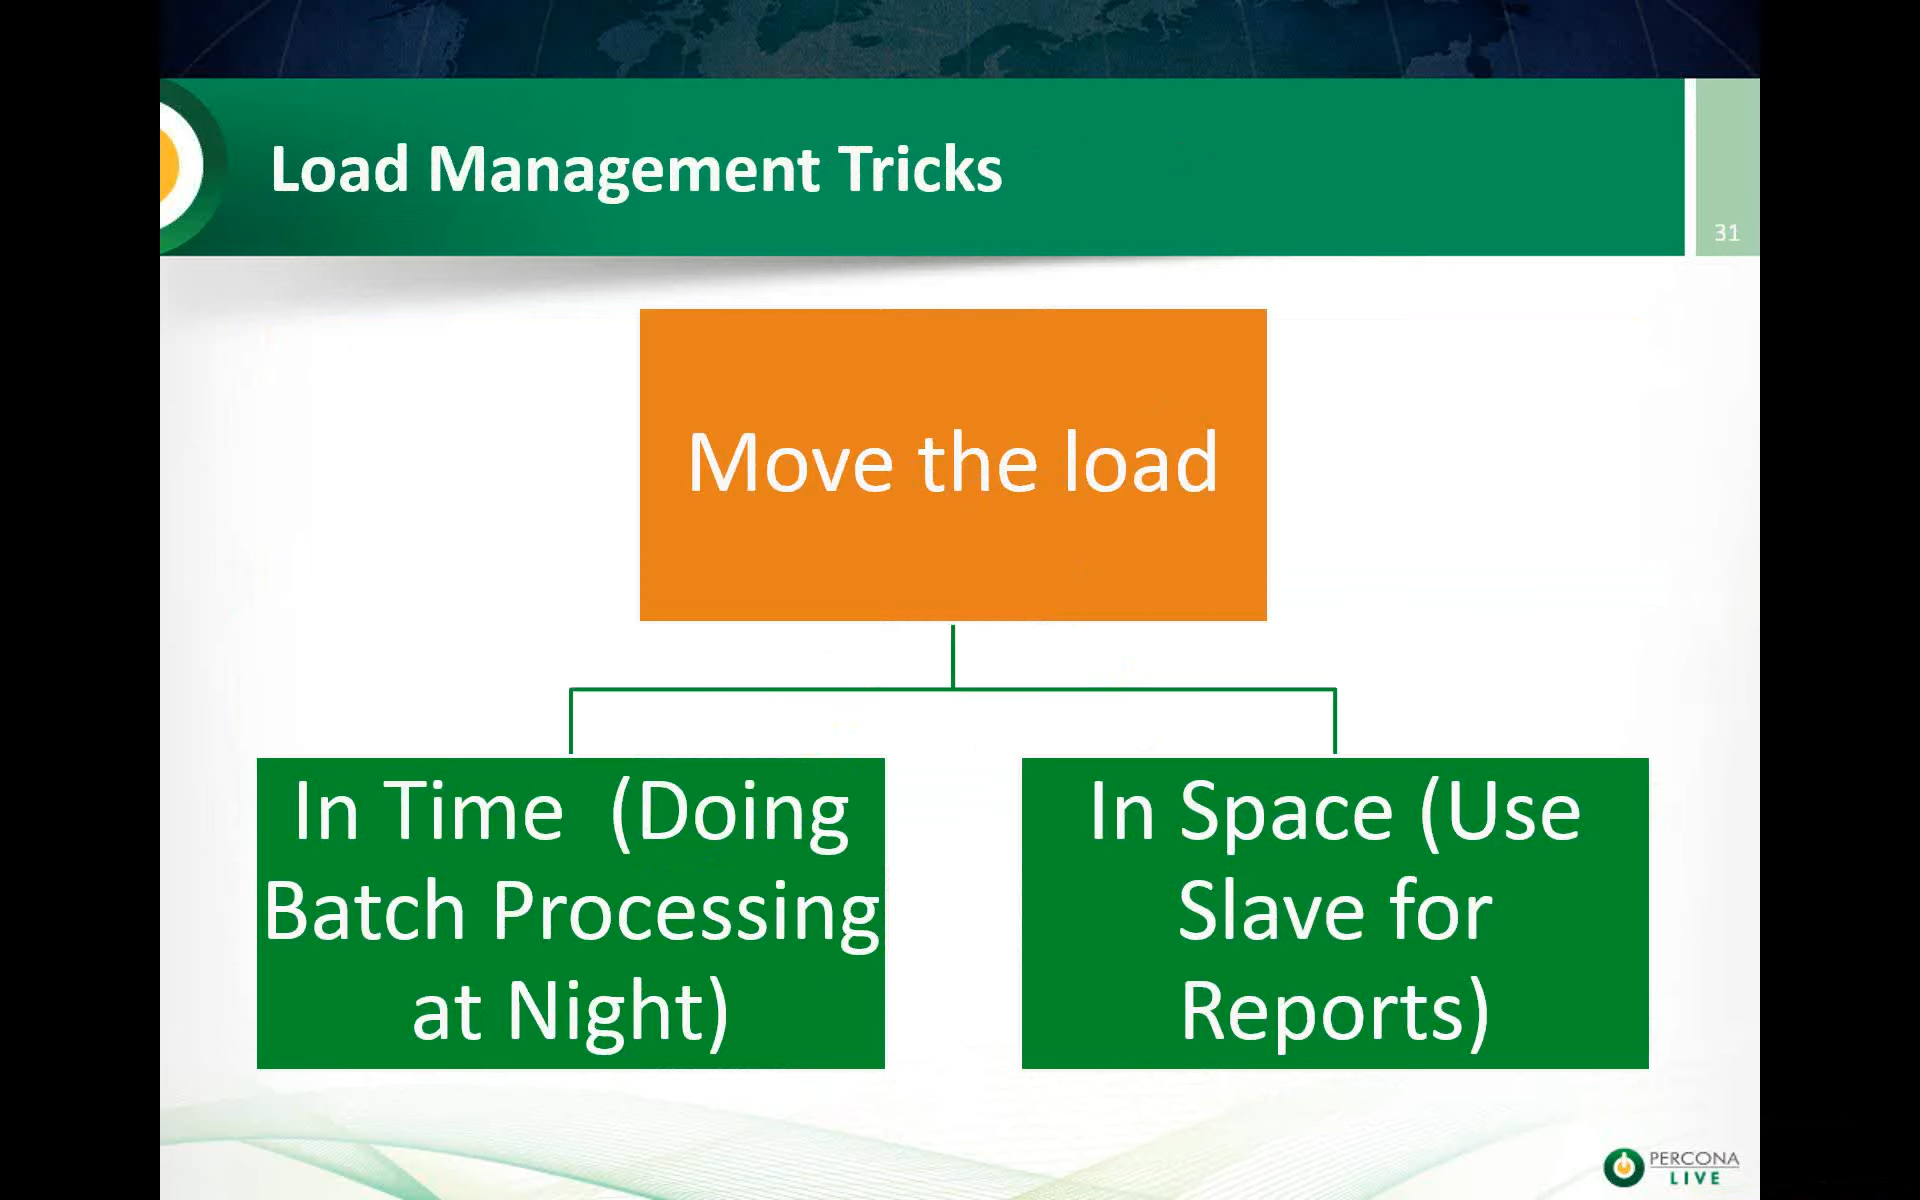 Load Management Tricks
31
Move the load
In Time  (Doing
Batch Processing
at Night)
In Space (Use
Slave for
Reports)
PERCONA
LIVE